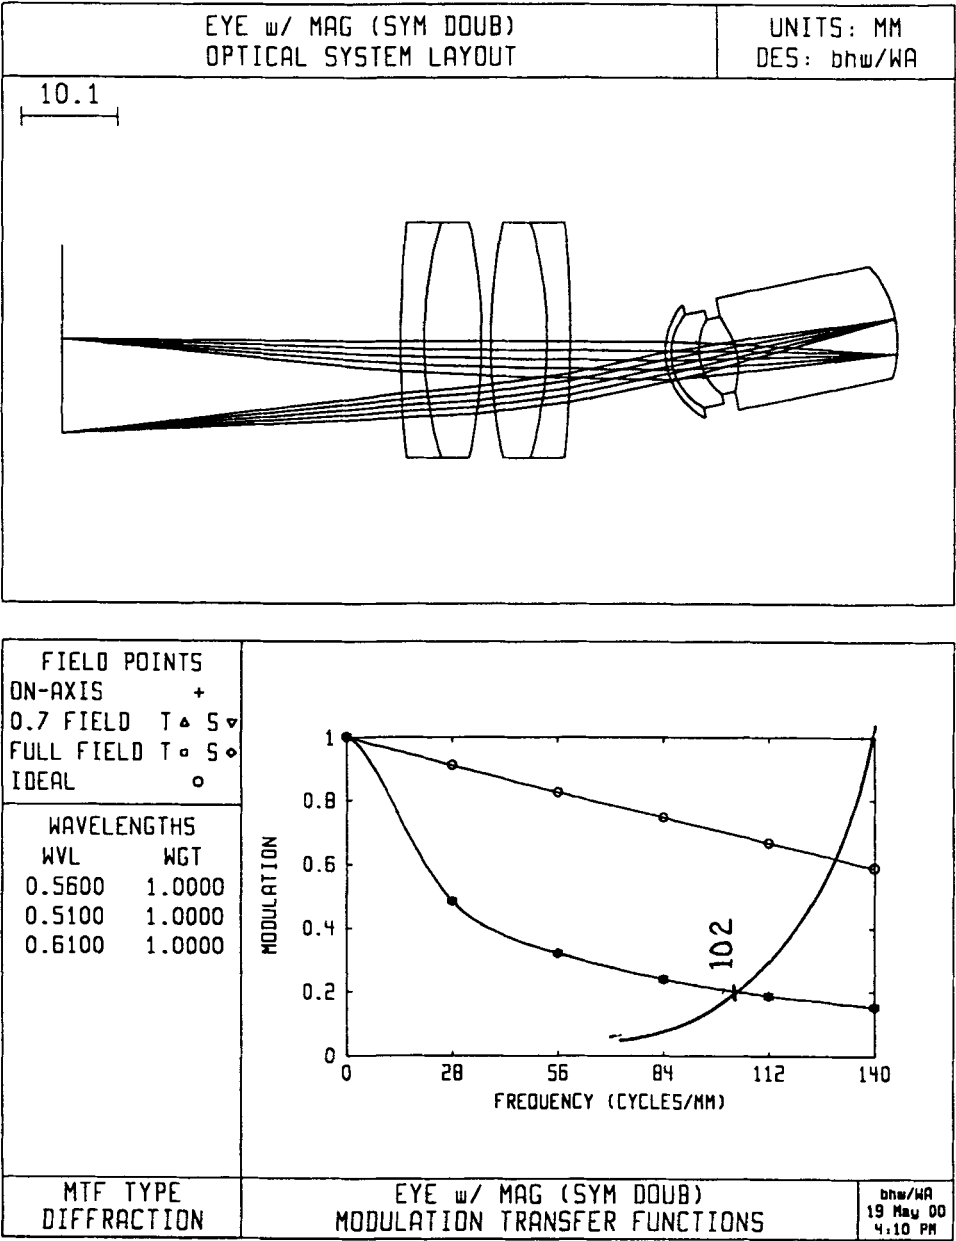 EYE w/ MAG (SYM DOUB)
OPTICAL SYSTEM LAYOUT
UNITS: MM
DES: bhw/WA
10.1
FIELD POINTS
ON-AXIS +
0.7 FIELD T▵ S▿
FULL FIELD T▫ S⋄
IDEAL ○
WAVELENGTHS
WVL WGT
0.5600 1.0000
0.5100 1.0000
0.6100 1.0000
MODULATION
1
0.8
0.6
0.4
0.2
0
102
0 28 56 84 112 140
FREQUENCY (CYCLES/MM)
MTF TYPE
DIFFRACTION
EYE w/ MAG (SYM DOUB)
MODULATION TRANSFER FUNCTIONS
bhw/WA
19 May 00
4:10 PM